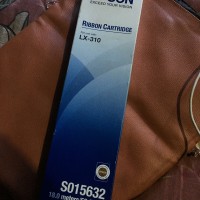 SON
EXCEED YOUR VISION
RIBBON CARTRIDGE
LX-310
S015632